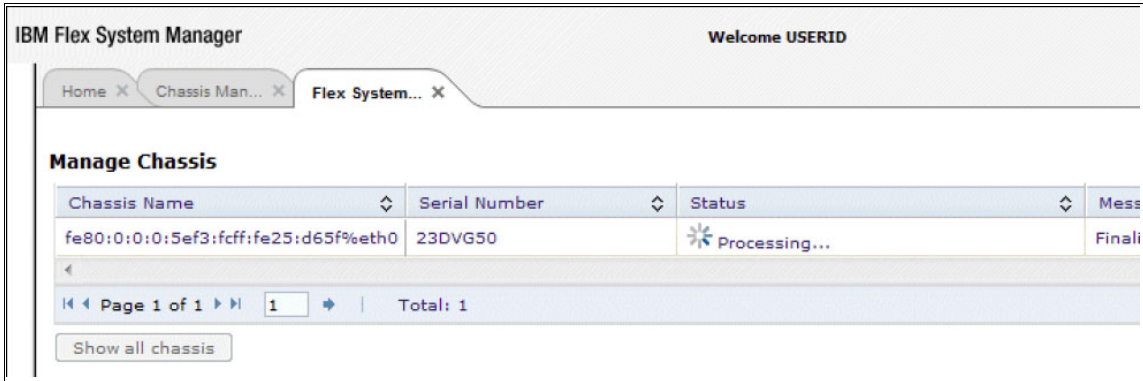 IBM Flex System Manager Welcome USERID
Home Chassis Man... Flex System...
Manage Chassis
Chassis Name Serial Number Status Mess
fe80:0:0:0:5ef3:fcff:fe25:d65f%eth0 23DVG50 Processing... Finali
Page 1 of 1 1 Total: 1
Show all chassis